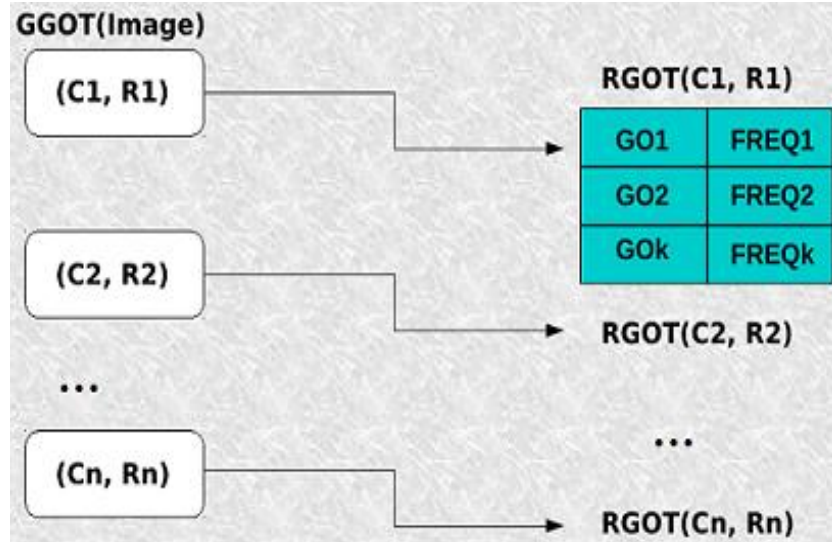 GGOT(Image)
(C1, R1)
RGOT(C1, R1)
GO1 FREQ1
GO2 FREQ2
GOk FREQk
(C2, R2)
RGOT(C2, R2)
...
...
(Cn, Rn)
RGOT(Cn, Rn)